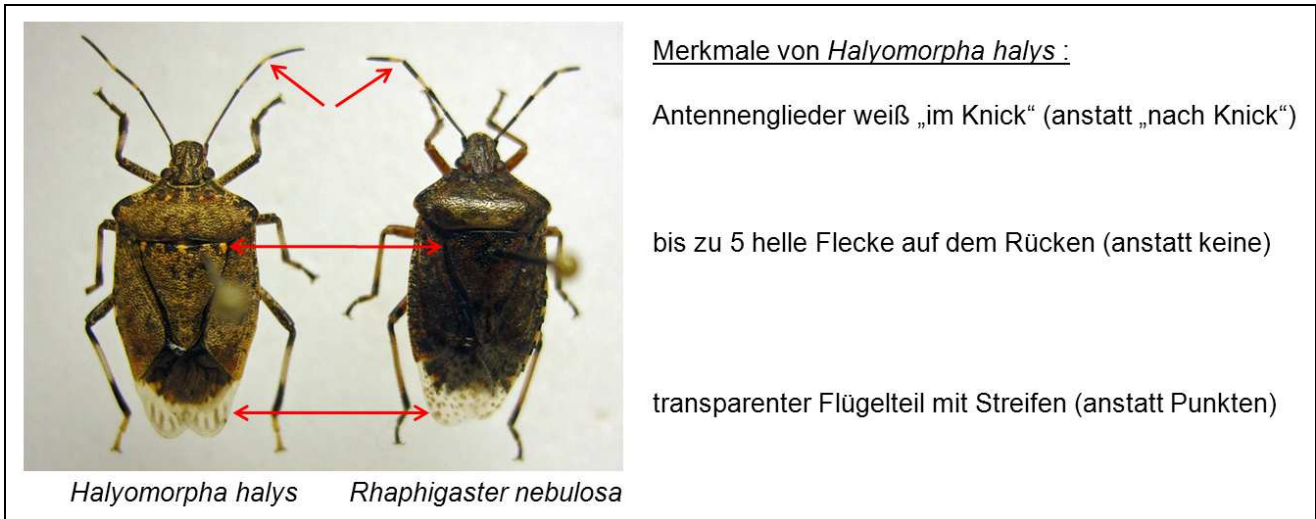 Merkmale von Halyomorpha halys :
Antennenglieder weiß „im Knick“ (anstatt „nach Knick“)
bis zu 5 helle Flecke auf dem Rücken (anstatt keine)
transparenter Flügelteil mit Streifen (anstatt Punkten)
Halyomorpha halys
Rhaphigaster nebulosa